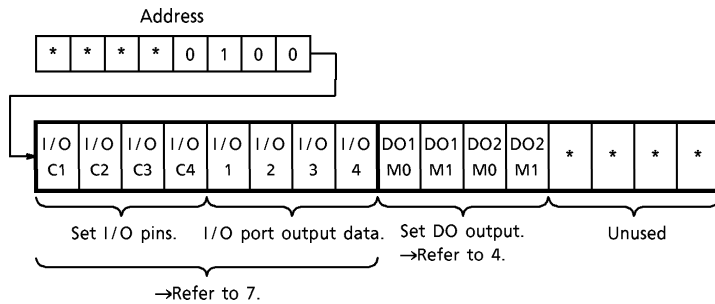 Address
* * * * 0 1 0 0
I/O C1 I/O C2 I/O C3 I/O C4 I/O 1 I/O 2 I/O 3 I/O 4 DO1 M0 DO1 M1 DO2 M0 DO2 M1 * * * *
Set I/O pins. I/O port output data. Set DO output. Unused
→Refer to 4.
→Refer to 7.